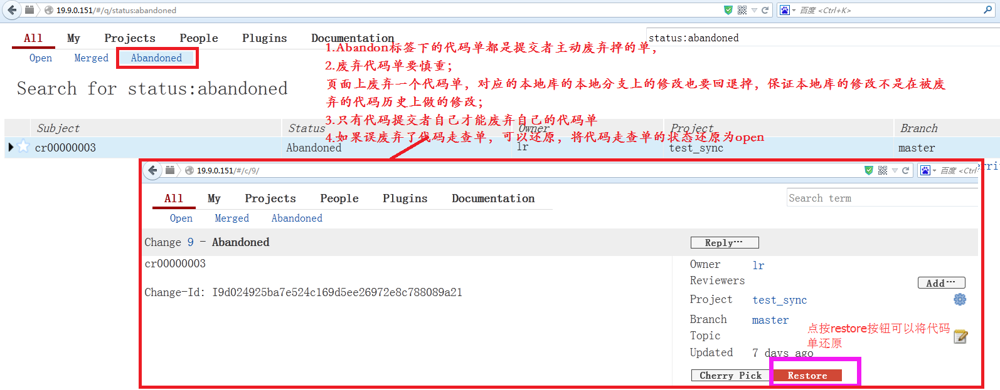 19.9.0.151/#/q/status:abandoned
百度 <Ctrl+K>
All My Projects People Plugins Documentation
status:abandoned
Open Merged Abandoned
1.Abandon标签下的代码单都是提交者主动废弃掉的单，
2.废弃代码单要慎重；
页面上废弃一个代码单，对应的本地库的本地分支上的修改也要回退掉，保证本地库的修改不是在被废
弃的代码历史上做的修改；
3.只有代码提交者自己才能废弃自己的代码单
4.如果误废弃了代码走查单，可以还原，将代码走查单的状态还原为open
Search for status:abandoned
Subject Status Owner Project Branch
cr00000003 Abandoned lr test_sync master
19.9.0.151/#/c/9/
百度 <Ctrl
All My Projects People Plugins Documentation
Search term
Open Merged Abandoned
Change 9 - Abandoned
Reply…
cr00000003
Change-Id: I9d024925ba7e524c169d5ee26972e8c788089a21
Owner lr
Reviewers
Add…
Project test_sync
Branch master
Topic
Updated 7 days ago
点按restore按钮可以将代码
单还原
Cherry Pick Restore